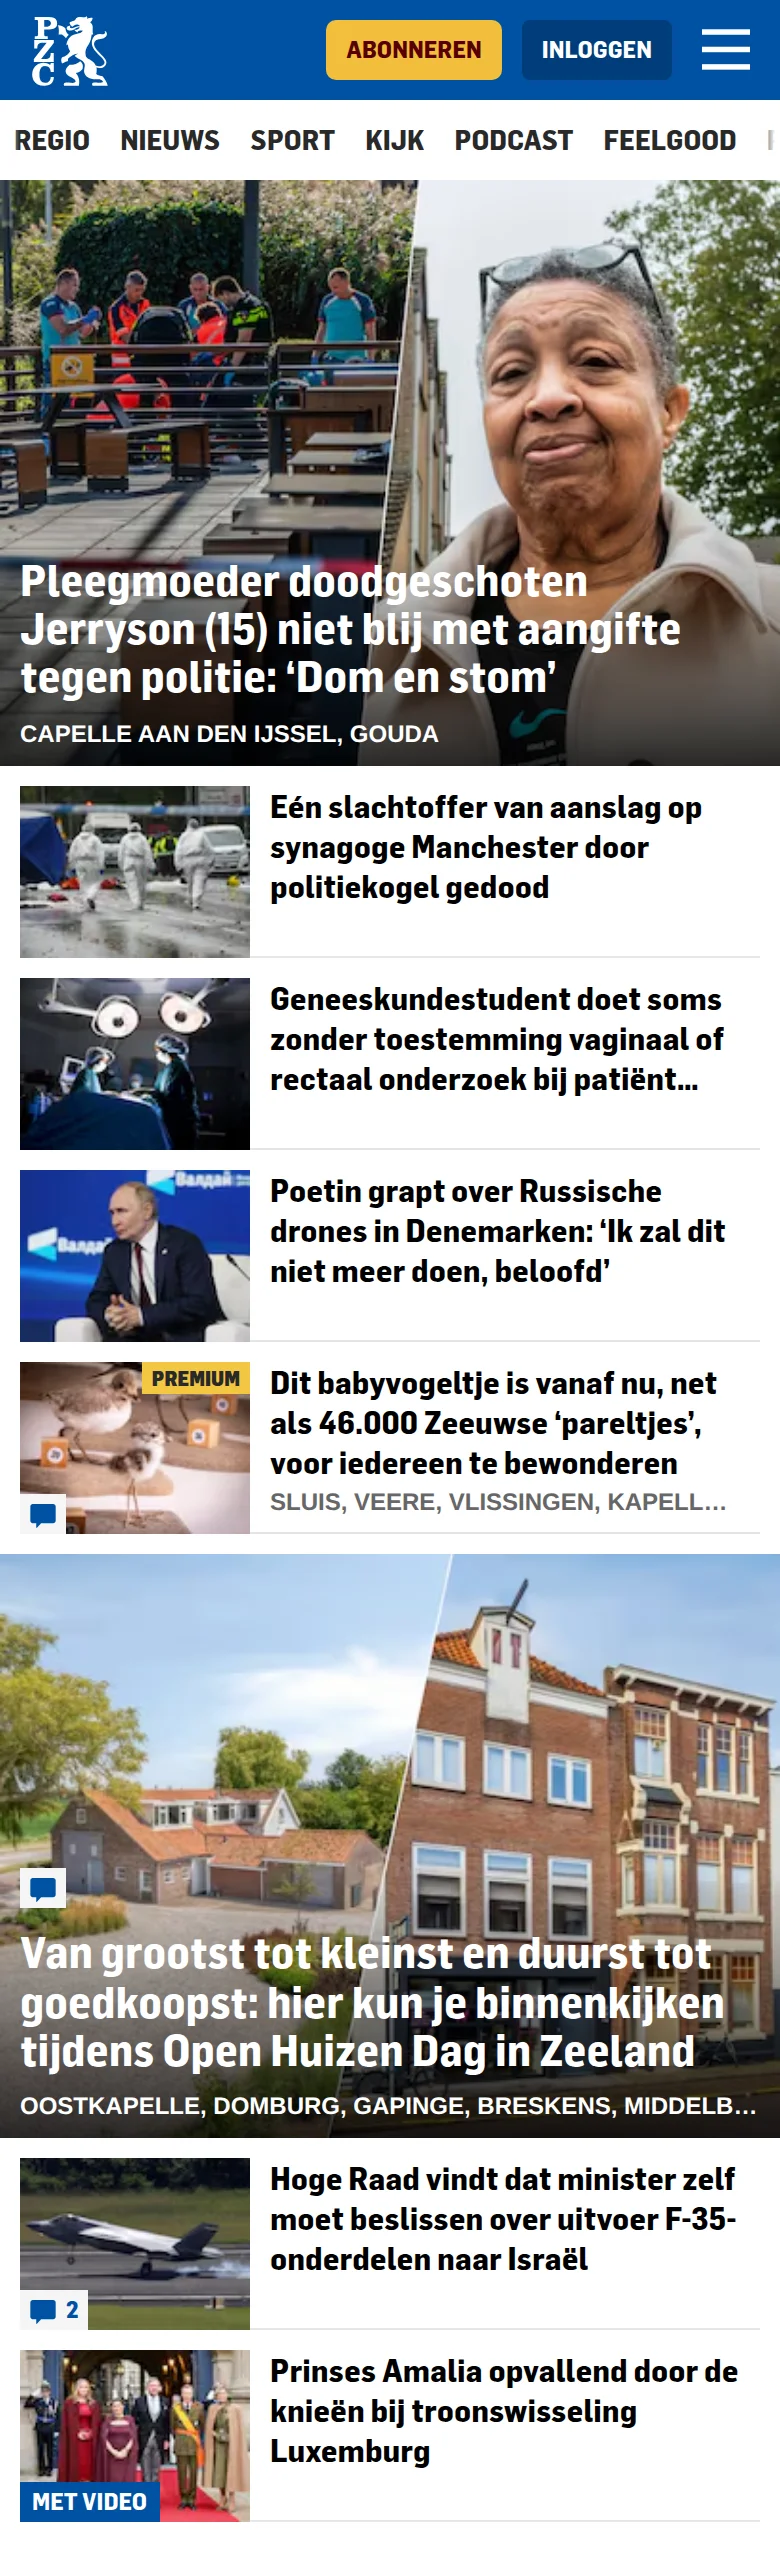 PZC
ABONNEREN
INLOGGEN
REGIO NIEUWS SPORT KIJK PODCAST FEELGOOD
Pleegmoeder doodgeschoten
Jerryson (15) niet blij met aangifte
tegen politie: ‘Dom en stom’
CAPELLE AAN DEN IJSSEL, GOUDA
Eén slachtoffer van aanslag op
synagoge Manchester door
politiekogel gedood
Geneeskundestudent doet soms
zonder toestemming vaginaal of
rectaal onderzoek bij patiënt...
Валдай
Валда
Poetin grapt over Russische
drones in Denemarken: ‘Ik zal dit
niet meer doen, beloofd’
PREMIUM
Dit babyvogeltje is vanaf nu, net
als 46.000 Zeeuwse ‘pareltjes’,
voor iedereen te bewonderen
SLUIS, VEERE, VLISSINGEN, KAPELL...
Van grootst tot kleinst en duurst tot
goedkoopst: hier kun je binnenkijken
tijdens Open Huizen Dag in Zeeland
OOSTKAPELLE, DOMBURG, GAPINGE, BRESKENS, MIDDELB...
2
Hoge Raad vindt dat minister zelf
moet beslissen over uitvoer F-35-
onderdelen naar Israël
MET VIDEO
Prinses Amalia opvallend door de
knieën bij troonswisseling
Luxemburg